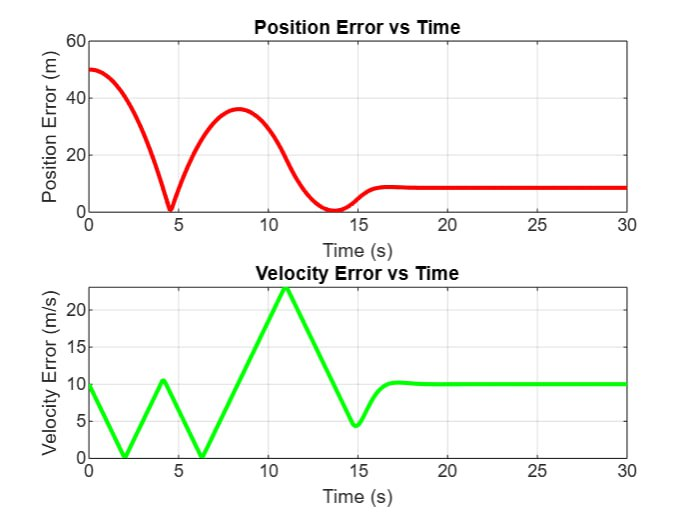 Position Error vs Time
60
40
20
0
Position Error (m)
0 5 10 15 20 25 30
Time (s)
Velocity Error vs Time
20
15
10
5
0
Velocity Error (m/s)
0 5 10 15 20 25 30
Time (s)